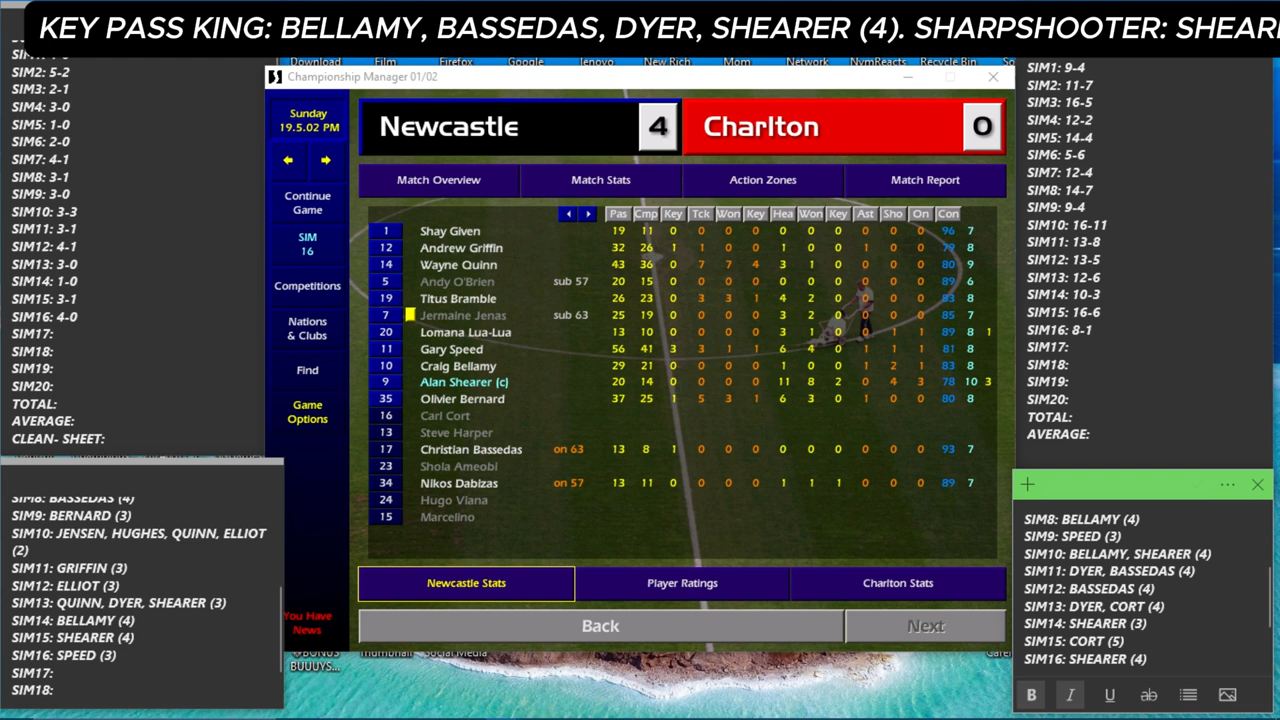 KEY PASS KING: BELLAMY, BASSEDAS, DYER, SHEARER (4). SHARPSHOOTER: SHEARE
Download Film Firefox Google lenovo New Rich Mom Network NymReacts Recycle Bin
SIM2: 5-2
SIM3: 2-1
SIM4: 3-0
SIM5: 1-0
SIM6: 2-0
SIM7: 4-1
SIM8: 3-1
SIM9: 3-0
SIM10: 3-3
SIM11: 3-1
SIM12: 4-1
SIM13: 3-0
SIM14: 1-0
SIM15: 3-1
SIM16: 4-0
SIM17:
SIM18:
SIM19:
SIM20:
TOTAL:
AVERAGE:
CLEAN- SHEET:
SIM8: BASSEDAS (4)
SIM9: BERNARD (3)
SIM10: JENSEN, HUGHES, QUINN, ELLIOT
(2)
SIM11: GRIFFIN (3)
SIM12: ELLIOT (3)
SIM13: QUINN, DYER, SHEARER (3)
SIM14: BELLAMY (4)
SIM15: SHEARER (4)
SIM16: SPEED (3)
SIM17:
SIM18:
Championship Manager 01/02
Sunday
19.5.02 PM
Continue
Game
SIM
16
Competitions
Nations
& Clubs
Find
Game
Options
You Have
News
Newcastle 4 Charlton 0
Match Overview Match Stats Action Zones Match Report
Pas Cmp Key Tck Won Key Hea Won Key Ast Sho On Con
1 Shay Given 19 11 0 0 0 0 0 0 0 0 0 0 96 7
12 Andrew Griffin 32 26 1 1 0 0 1 0 0 1 0 0 79 8
14 Wayne Quinn 43 36 0 7 7 4 3 1 0 0 0 0 80 9
5 Andy O'Brien sub 57 20 15 0 0 0 0 0 0 0 0 0 0 89 6
19 Titus Bramble 26 23 0 3 3 1 4 2 0 0 0 0 83 8
7 Jermaine Jenas sub 63 25 19 0 0 0 0 3 2 0 0 0 0 85 7
20 Lomana Lua-Lua 13 10 0 0 0 0 3 1 0 0 1 1 89 8 1
11 Gary Speed 56 41 3 3 1 1 6 4 0 1 1 1 81 8
10 Craig Bellamy 29 21 0 0 0 0 1 0 0 1 2 1 83 8
9 Alan Shearer (c) 20 14 0 0 0 0 11 8 2 0 4 3 78 10 3
35 Olivier Bernard 37 25 1 5 3 1 6 3 0 1 0 0 80 8
16 Carl Cort
13 Steve Harper
17 Christian Bassedas on 63 13 8 1 0 0 0 0 0 0 0 0 0 93 7
23 Shola Ameobi
34 Nikos Dabizas on 57 13 11 0 0 0 0 1 1 1 0 0 0 89 7
24 Hugo Viana
15 Marcelino
Newcastle Stats Player Ratings Charlton Stats
Back Next
BUUUYS... Thumbnail Social Media
SIM1: 9-4
SIM2: 11-7
SIM3: 16-5
SIM4: 12-2
SIM5: 14-4
SIM6: 5-6
SIM7: 12-4
SIM8: 14-7
SIM9: 9-4
SIM10: 16-11
SIM11: 13-8
SIM12: 13-5
SIM13: 12-6
SIM14: 10-3
SIM15: 16-6
SIM16: 8-1
SIM17:
SIM18:
SIM19:
SIM20:
TOTAL:
AVERAGE:
SIM8: BELLAMY (4)
SIM9: SPEED (3)
SIM10: BELLAMY, SHEARER (4)
SIM11: DYER, BASSEDAS (4)
SIM12: BASSEDAS (4)
SIM13: DYER, CORT (4)
SIM14: SHEARER (3)
SIM15: CORT (5)
SIM16: SHEARER (4)
B I U ab